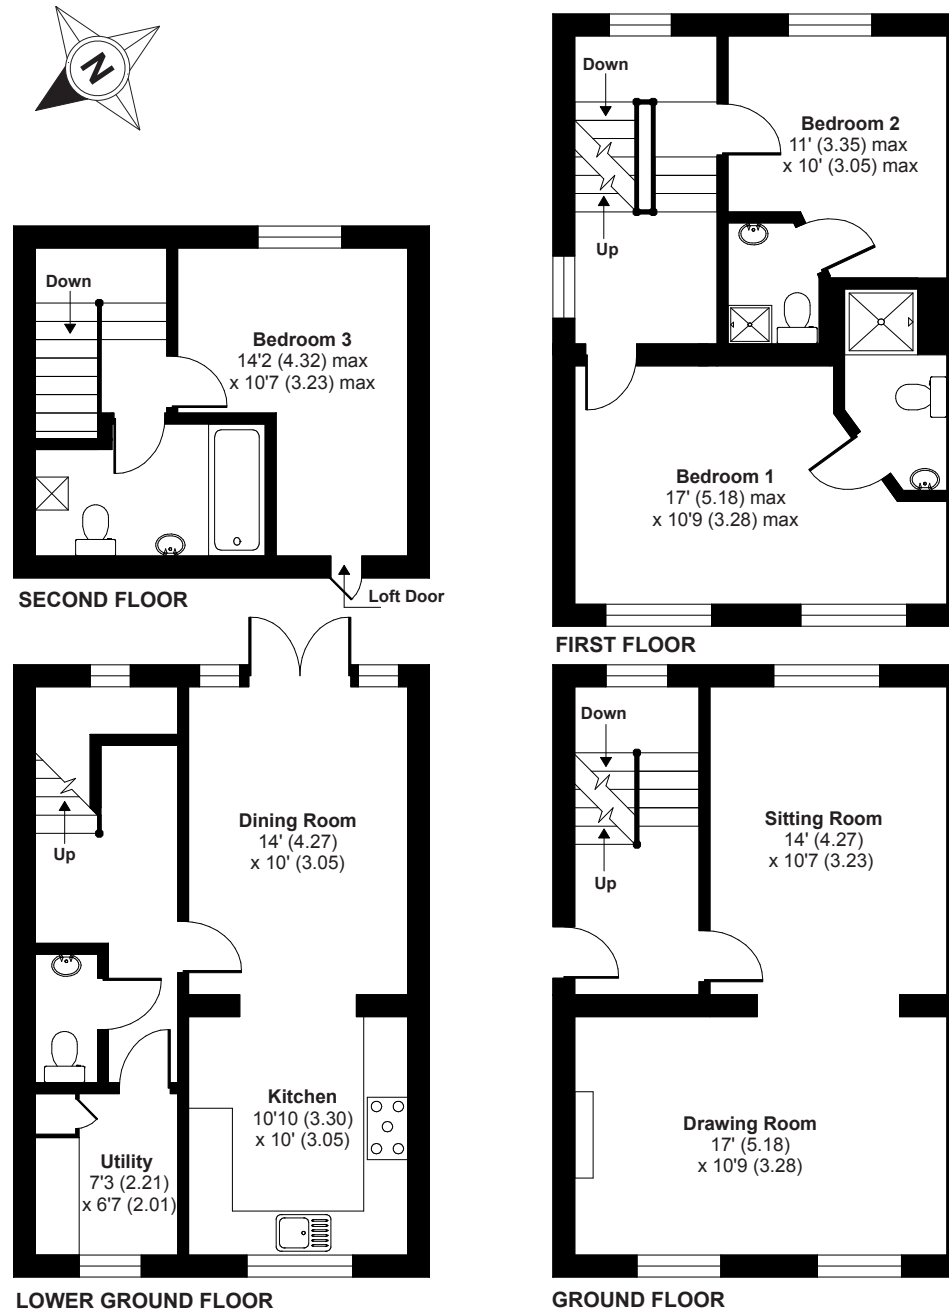 N
Down
Bedroom 2
11' (3.35) max
x 10' (3.05) max
Up
Bedroom 1
17' (5.18) max
x 10'9 (3.28) max
FIRST FLOOR
Down
Bedroom 3
14'2 (4.32) max
x 10'7 (3.23) max
Loft Door
SECOND FLOOR
Dining Room
14' (4.27)
x 10' (3.05)
Up
Kitchen
10'10 (3.30)
x 10' (3.05)
Utility
7'3 (2.21)
x 6'7 (2.01)
LOWER GROUND FLOOR
Down
Sitting Room
14' (4.27)
x 10'7 (3.23)
Up
Drawing Room
17' (5.18)
x 10'9 (3.28)
GROUND FLOOR